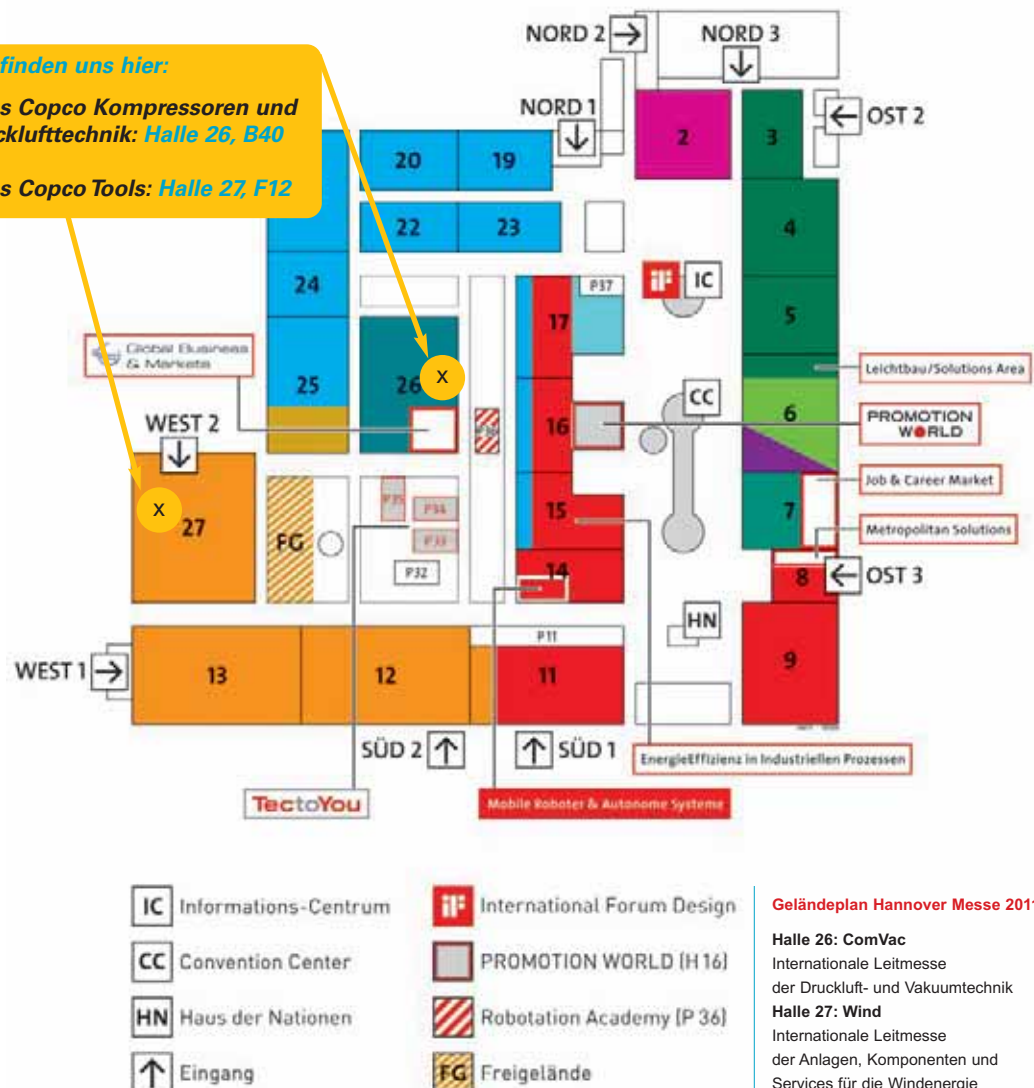 finden uns hier:
s Copco Kompressoren und
cklufttechnik: Halle 26, B40
s Copco Tools: Halle 27, F12
NORD 2
NORD 3
NORD 1
OST 2
2
3
20
19
22
23
4
24
IC
P37
5
17
Global Business
& Markets
25
26
X
Leichtbau/Solutions Area
CC
16
6
PROMOTION
WORLD
WEST 2
Job & Career Market
X
27
FG
P35
P34
P33
P32
15
7
Metropolitan Solutions
14
8
OST 3
HN
P11
9
WEST 1
13
12
11
SÜD 2
SÜD 1
EnergieEffizienz in Industriellen Prozessen
TectoYou
Mobile Roboter & Autonome Systeme
IC Informations-Centrum
CC Convention Center
HN Haus der Nationen
Eingang
iF International Forum Design
PROMOTION WORLD (H 16)
Robotation Academy (P 36)
FG Freigelände
Geländeplan Hannover Messe 201
Halle 26: ComVac
Internationale Leitmesse
der Druckluft- und Vakuumtechnik
Halle 27: Wind
Internationale Leitmesse
der Anlagen, Komponenten und
Services für die Windenergie